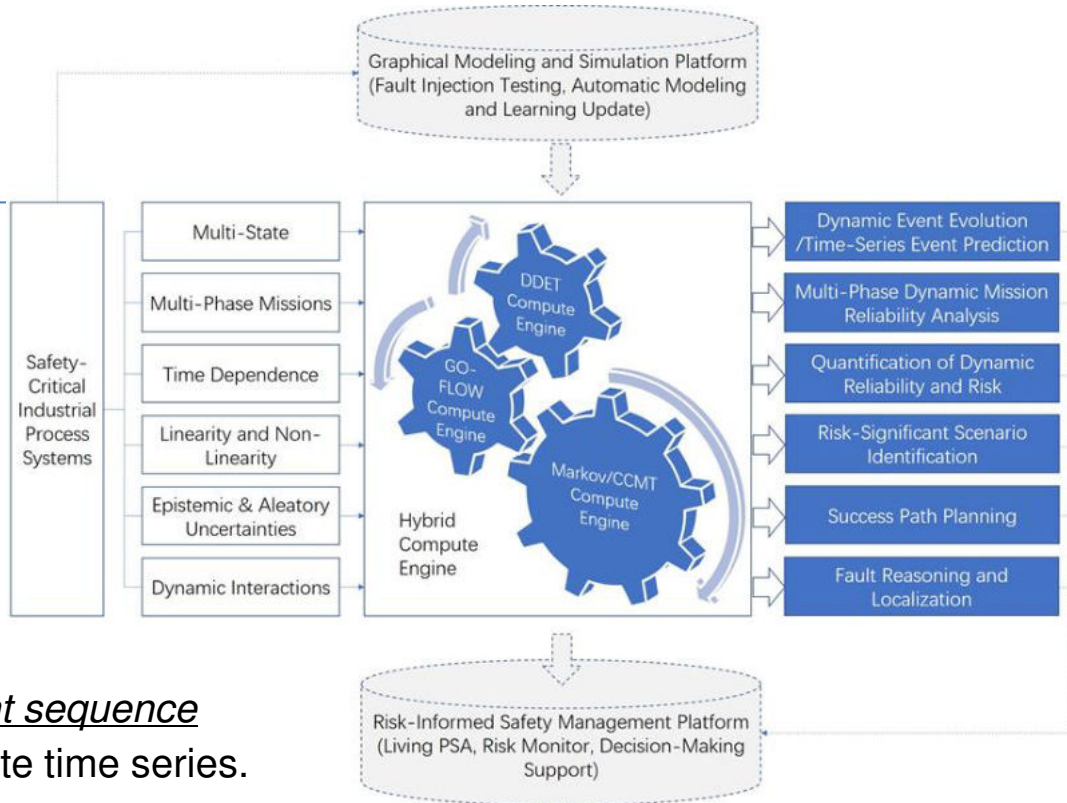 Graphical Modeling and Simulation Platform
(Fault Injection Testing, Automatic Modeling
and Learning Update)
Safety-
Critical
Industrial
Process
Systems
Multi-State
Multi-Phase Missions
Time Dependence
Linearity and Non-
Linearity
Epistemic & Aleatory
Uncertainties
Dynamic Interactions
DDET
Compute
Engine
GO-
FLOW
Compute
Engine
Markov/CCMT
Compute
Engine
Hybrid
Compute
Engine
Dynamic Event Evolution
/Time-Series Event Prediction
Multi-Phase Dynamic Mission
Reliability Analysis
Quantification of Dynamic
Reliability and Risk
Risk-Significant Scenario
Identification
Success Path Planning
Fault Reasoning and
Localization
Risk-Informed Safety Management Platform
(Living PSA, Risk Monitor, Decision-Making
Support)
sequence
time series.